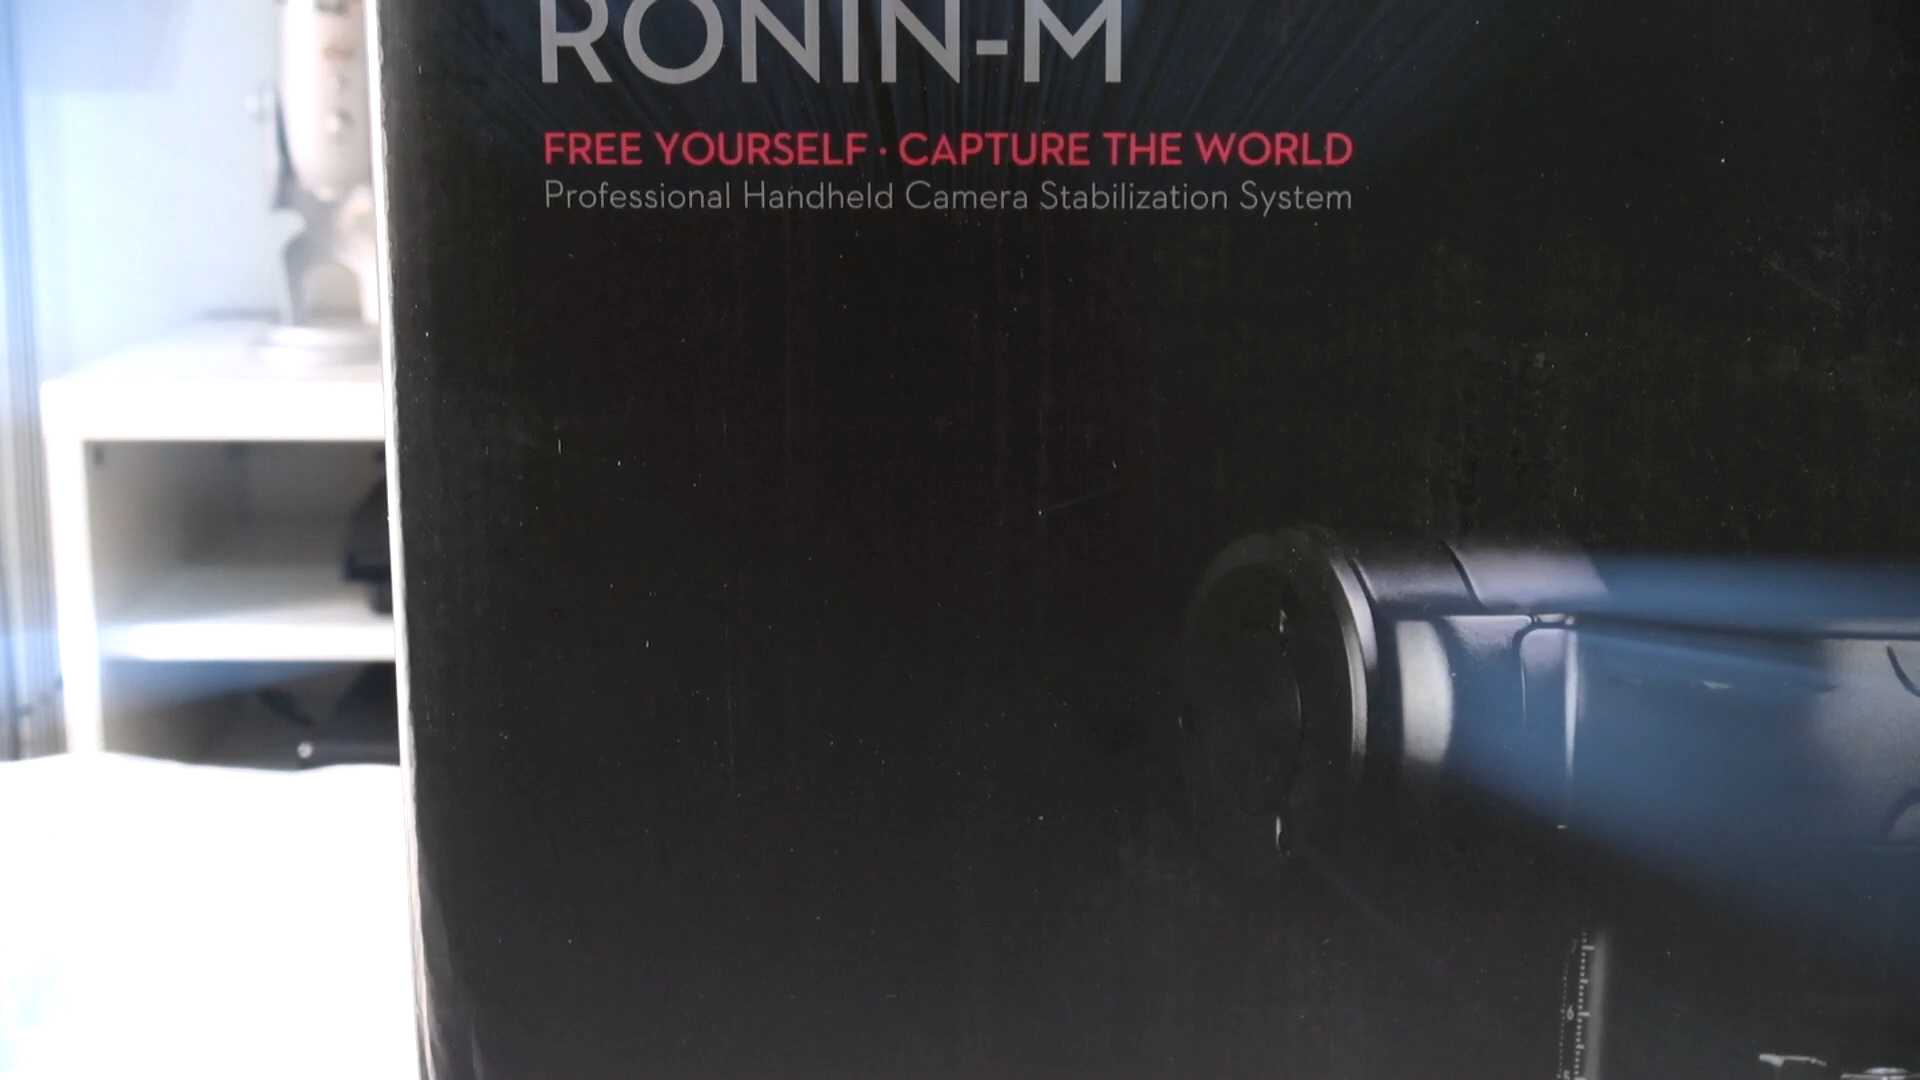 RONIN-M
FREE YOURSELF · CAPTURE THE WORLD
Professional Handheld Camera Stabilization System